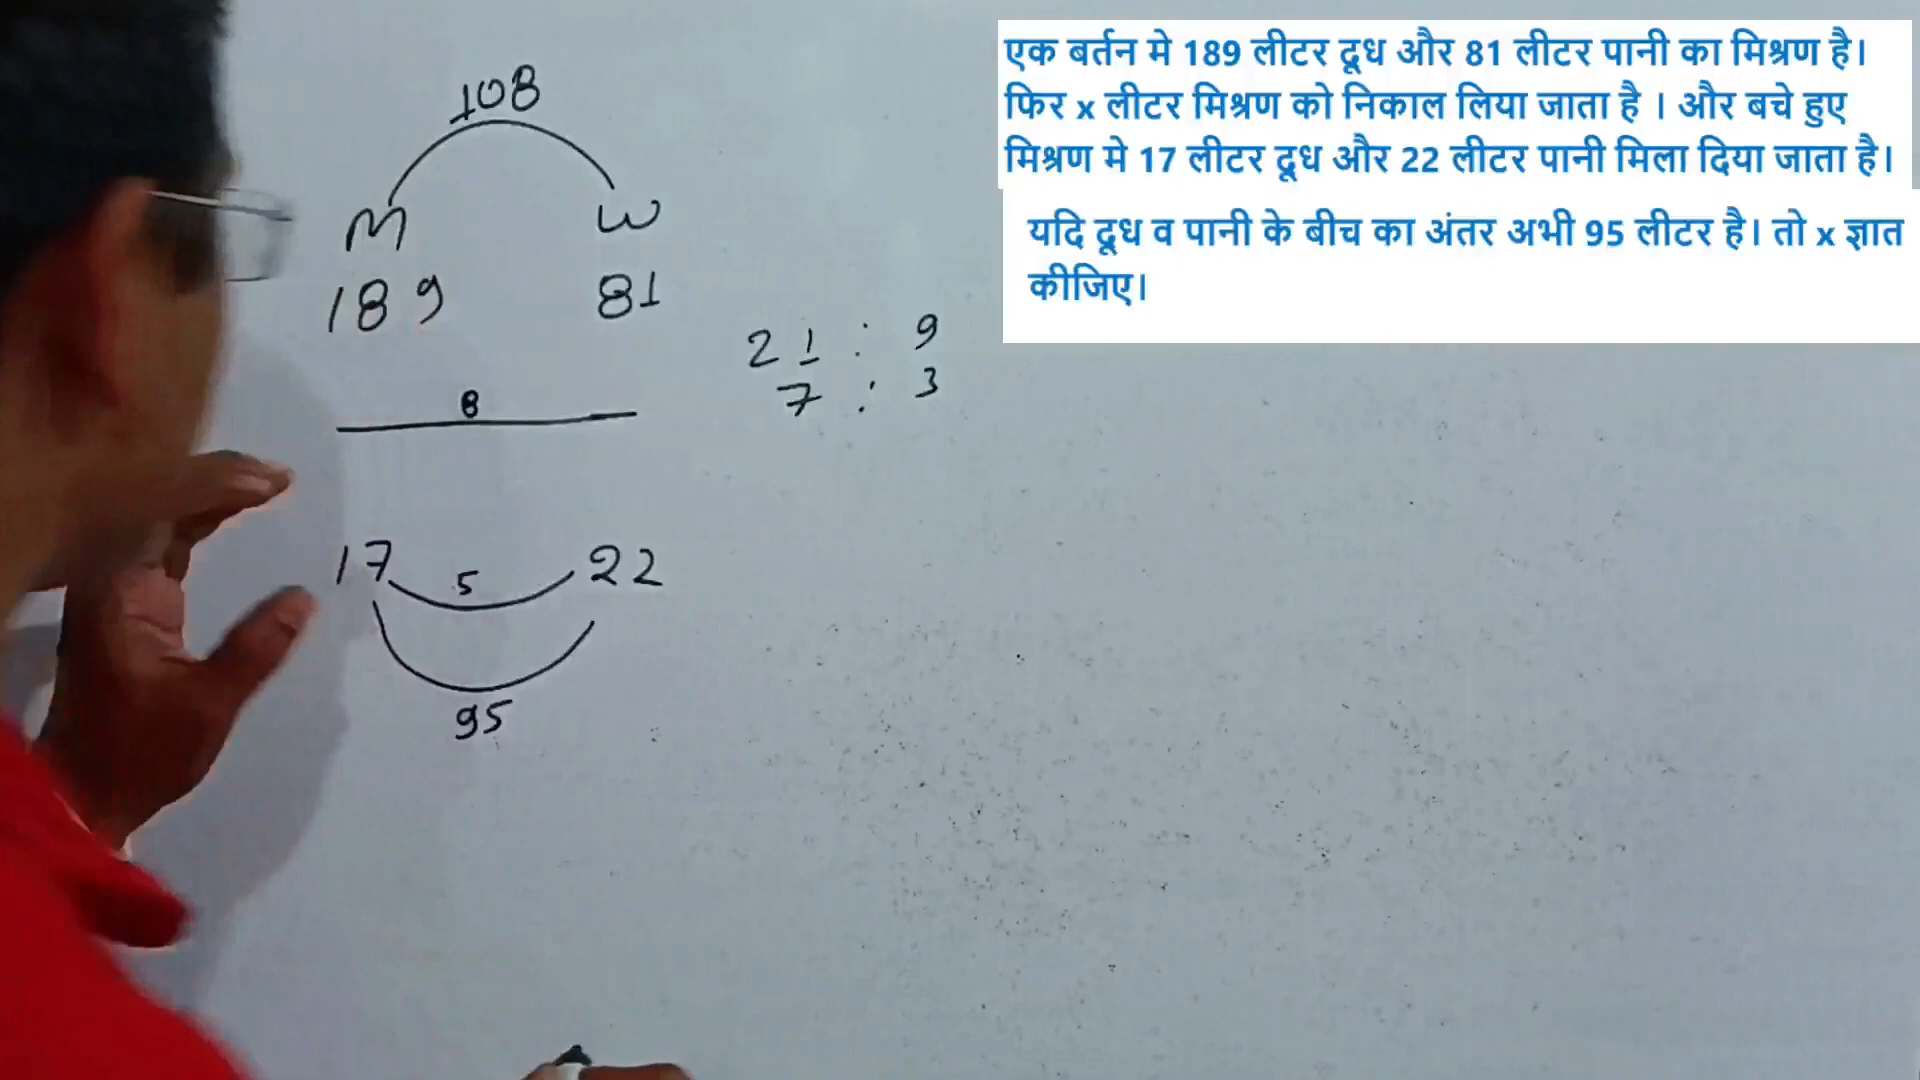 एक बर्तन मे 189 लीटर दूध और 81 लीटर पानी का मिश्रण है।
फिर x लीटर मिश्रण को निकाल लिया जाता है । और बचे हुए
मिश्रण मे 17 लीटर दूध और 22 लीटर पानी मिला दिया जाता है।
यदि दूध व पानी के बीच का अंतर अभी 95 लीटर है। तो x ज्ञात
कीजिए।
108
M W
189 81
21 : 9
7 : 3
8
17 5 22
95